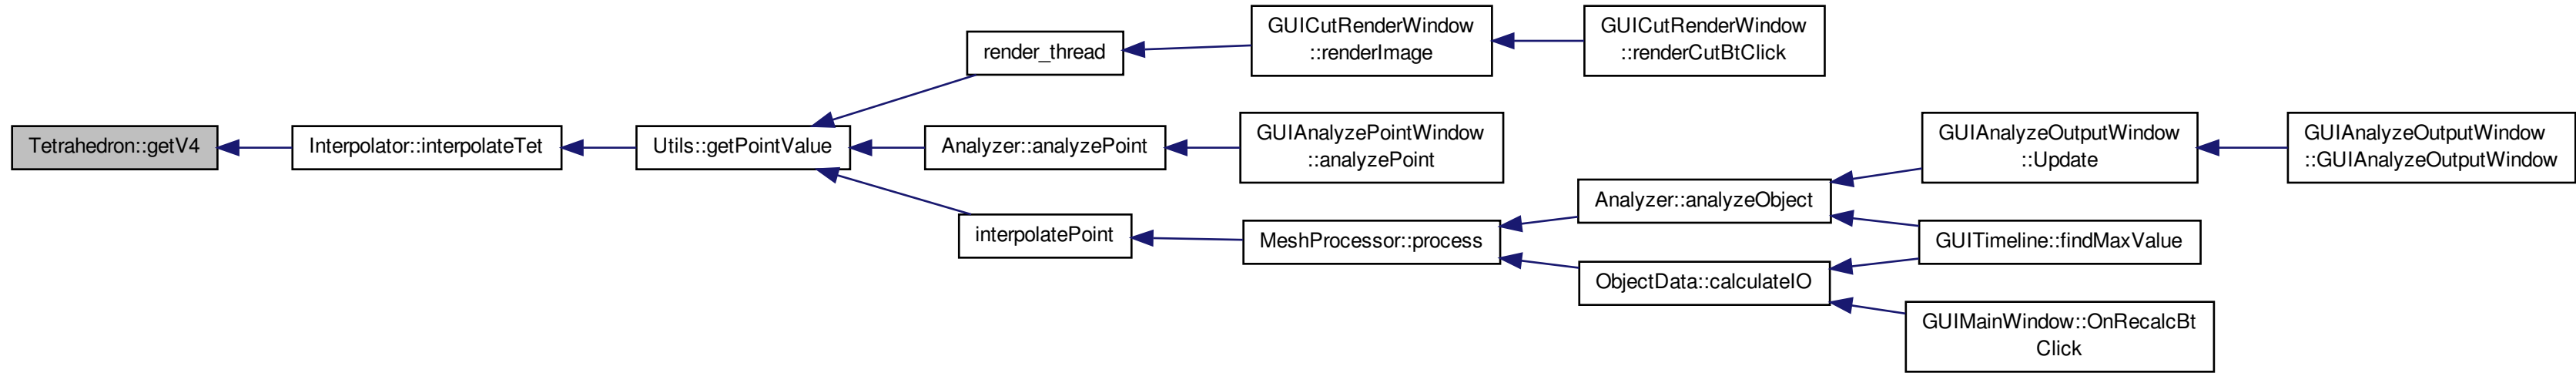 Tetrahedron::getV4
Interpolator::interpolateTet
Utils::getPointValue
render_thread
GUICutRenderWindow
::renderImage
GUICutRenderWindow
::renderCutBtClick
Analyzer::analyzePoint
GUIAnalyzePointWindow
::analyzePoint
interpolatePoint
MeshProcessor::process
Analyzer::analyzeObject
GUIAnalyzeOutputWindow
::Update
GUIAnalyzeOutputWindow
::GUIAnalyzeOutputWindow
GUITimeline::findMaxValue
ObjectData::calculateIO
GUIMainWindow::OnRecalcBt
Click